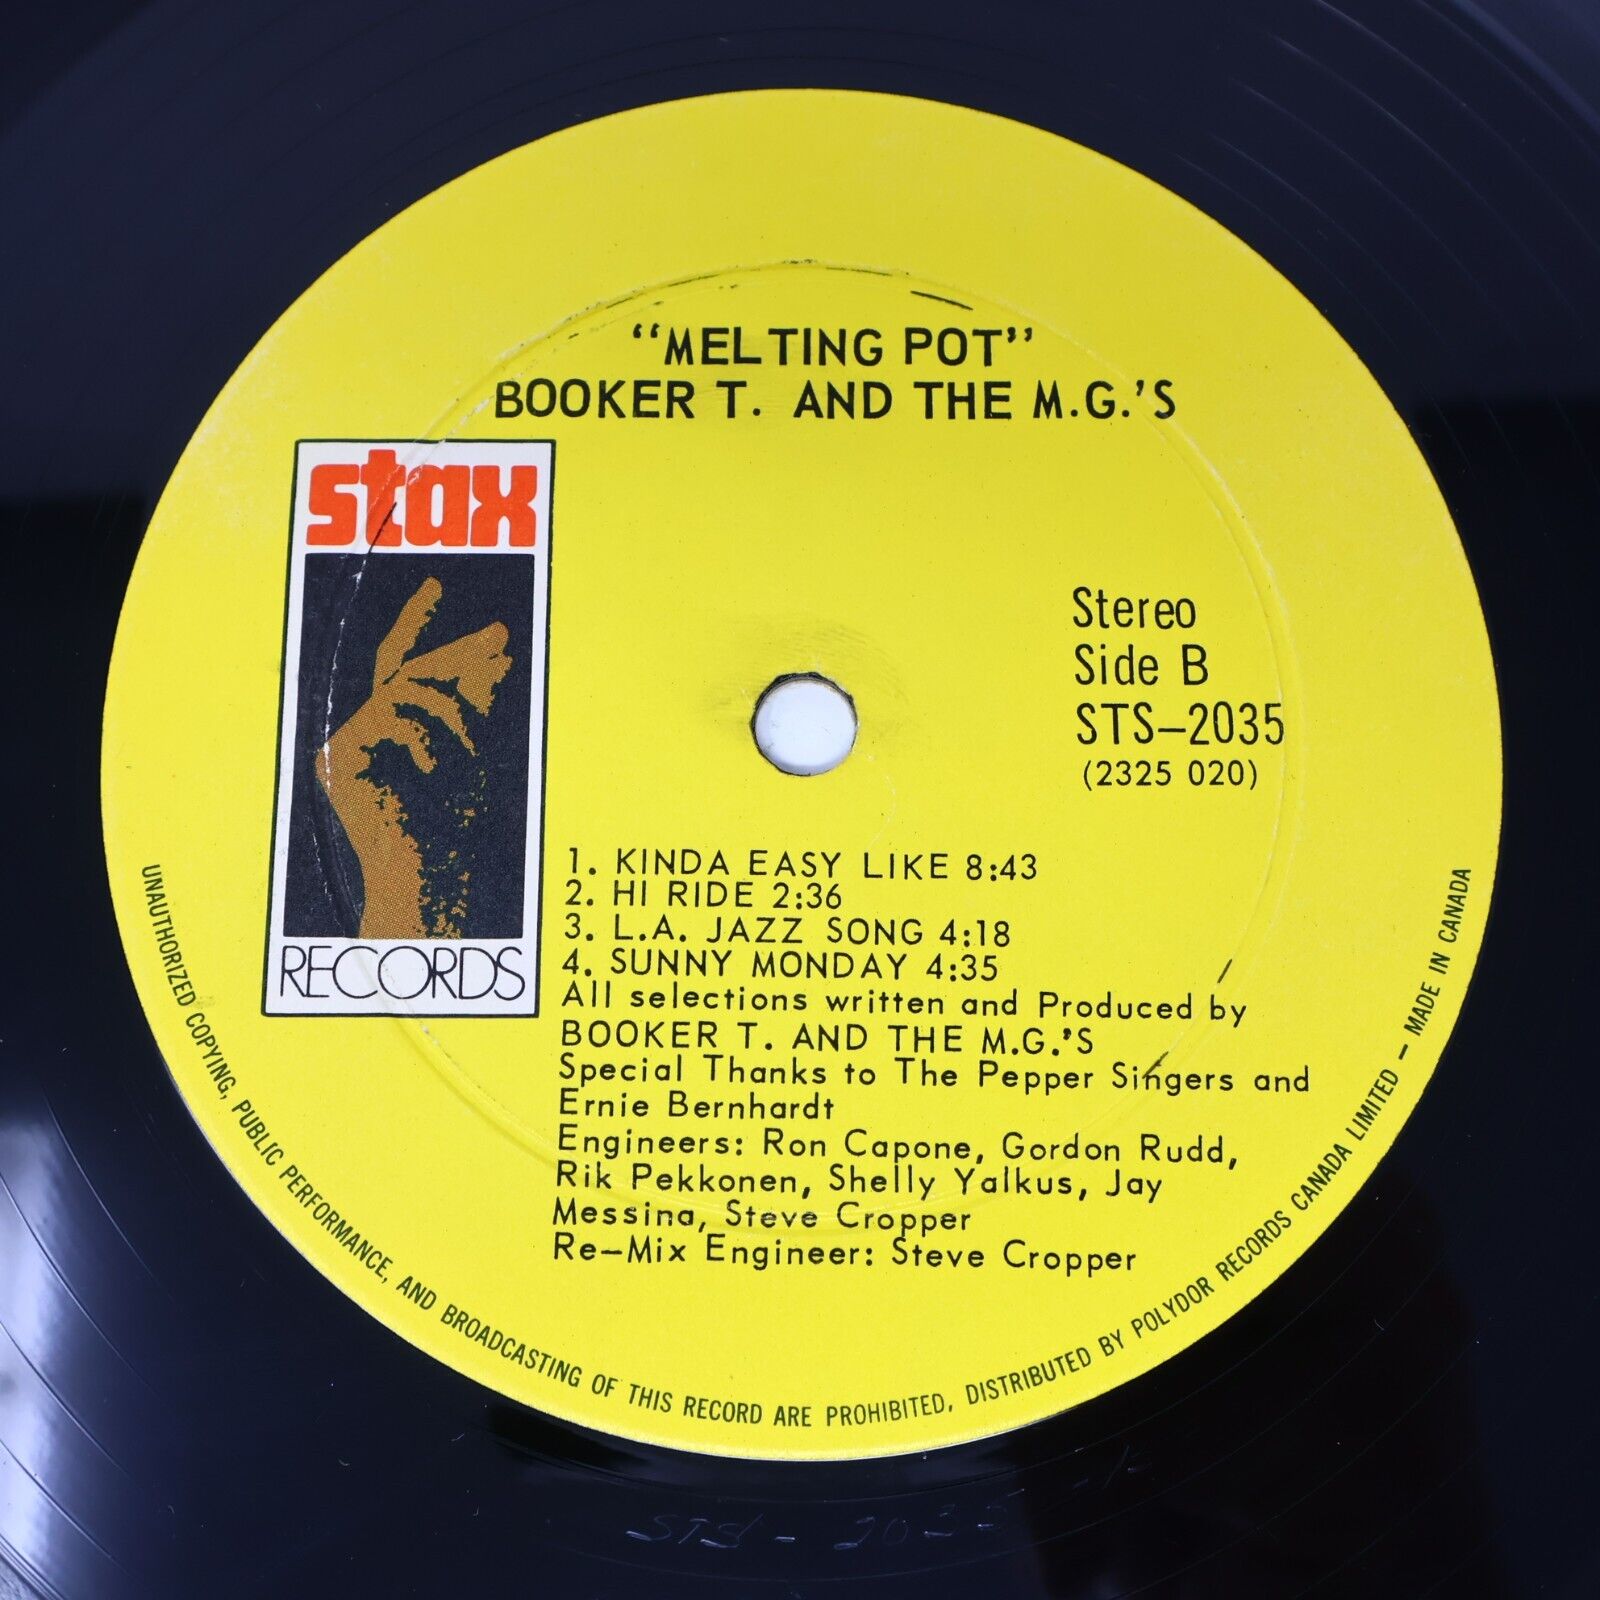 “MELTING POT”
BOOKER T. AND THE M.G.'S
stax
RECORDS
Stereo
Side B
STS–2035
(2325 020)
1. KINDA EASY LIKE 8:43
2. HI RIDE 2:36
3. L.A. JAZZ SONG 4:18
4. SUNNY MONDAY 4:35
All selections written and Produced by
BOOKER T. AND THE M.G.'S
Special Thanks to The Pepper Singers and
Ernie Bernhardt
Engineers: Ron Capone, Gordon Rudd,
Rik Pekkonen, Shelly Yalkus, Jay
Messina, Steve Cropper
Re–Mix Engineer: Steve Cropper
UNAUTHORIZED COPYING, PUBLIC PERFORMANCE, AND BROADCASTING OF THIS RECORD ARE PROHIBITED, DISTRIBUTED BY POLYDOR RECORDS CANADA LIMITED – MADE IN CANADA
STS - 2035